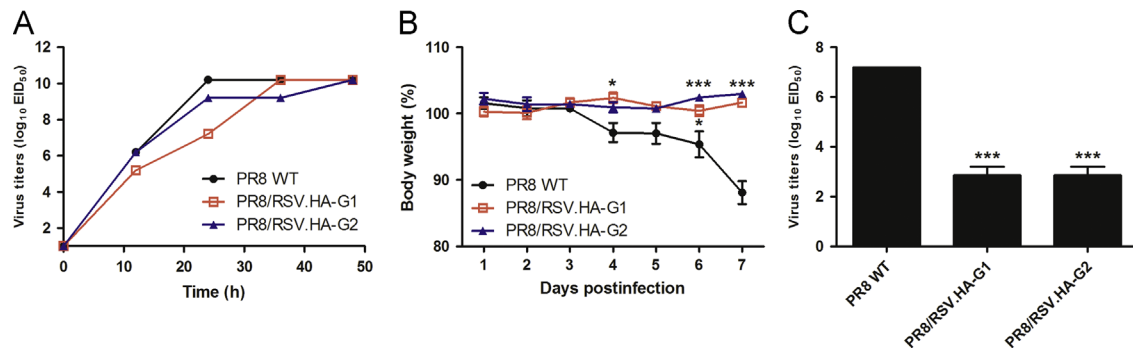 A
Virus titers (log10 EID50)
12
10
8
6
4
2
0
10
20
30
40
50
Time (h)
PR8 WT
PR8/RSV.HA-G1
PR8/RSV.HA-G2
B
Body weight (%)
110
100
90
80
*
***
***
*
PR8 WT
PR8/RSV.HA-G1
PR8/RSV.HA-G2
1
2
3
4
5
6
7
Days postinfection
C
Virus titers (log10 EID50)
8
6
4
2
0
***
***
PR8 WT
PR8/RSV.HA-G1
PR8/RSV.HA-G2